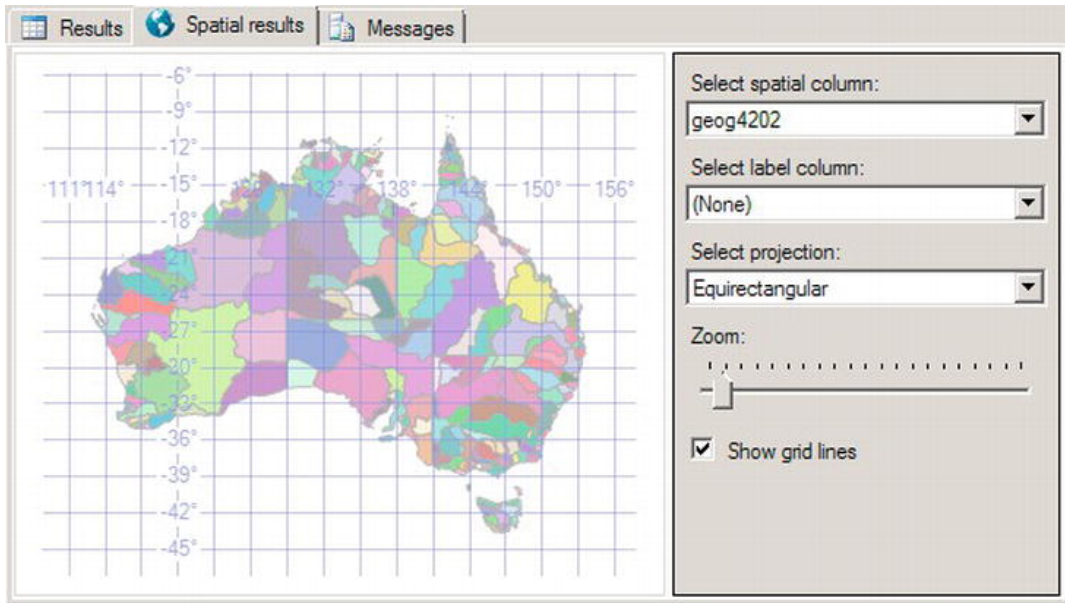 Results Spatial results Messages
-6°
-9°
-12°
111° 114° -15° 132° 138° 144° 150° 156°
-18°
-21°
-24°
-27°
-30°
-33°
-36°
-39°
-42°
-45°
Select spatial column:
geog4202
Select label column:
(None)
Select projection:
Equirectangular
Zoom:
Show grid lines